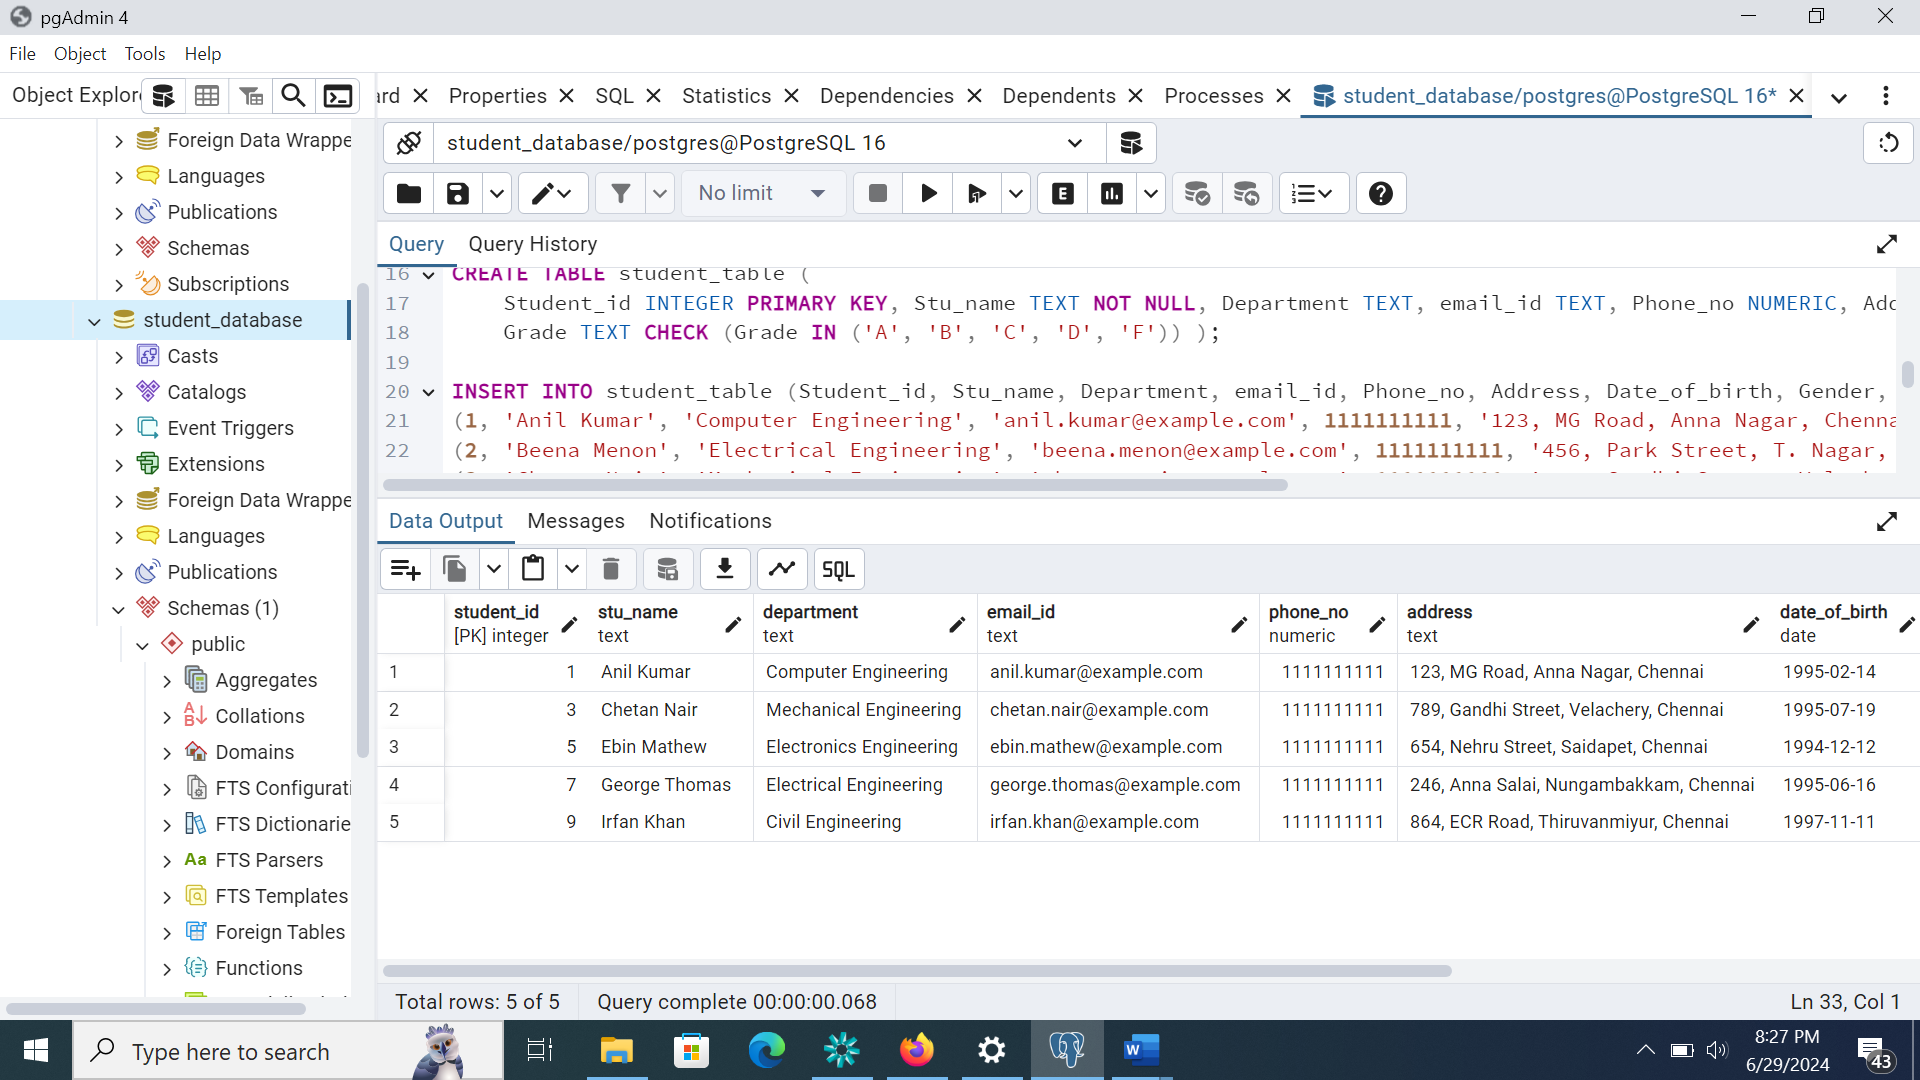 pgAdmin 4
File Object Tools Help
Object Explor
ard Properties SQL Statistics Dependencies Dependents Processes student_database/postgres@PostgreSQL 16*
Foreign Data Wrappe
Languages
Publications
Schemas
Subscriptions
student_database
Casts
Catalogs
Event Triggers
Extensions
Foreign Data Wrappe
Languages
Publications
Schemas (1)
public
Aggregates
Collations
Domains
FTS Configurati
FTS Dictionarie
Aa FTS Parsers
FTS Templates
Foreign Tables
Functions
student_database/postgres@PostgreSQL 16
No limit
E
Query Query History
16 CREATE TABLE student_table (
17 Student_id INTEGER PRIMARY KEY, Stu_name TEXT NOT NULL, Department TEXT, email_id TEXT, Phone_no NUMERIC, Add
18 Grade TEXT CHECK (Grade IN ('A', 'B', 'C', 'D', 'F')) );
19
20 INSERT INTO student_table (Student_id, Stu_name, Department, email_id, Phone_no, Address, Date_of_birth, Gender,
21 (1, 'Anil Kumar', 'Computer Engineering', 'anil.kumar@example.com', 1111111111, '123, MG Road, Anna Nagar, Chenna
22 (2, 'Beena Menon', 'Electrical Engineering', 'beena.menon@example.com', 1111111111, '456, Park Street, T. Nagar,
Data Output Messages Notifications
SQL
student_id stu_name department email_id phone_no address date_of_birth
[PK] integer text text text numeric text date
1 1 Anil Kumar Computer Engineering anil.kumar@example.com 1111111111 123, MG Road, Anna Nagar, Chennai 1995-02-14
2 3 Chetan Nair Mechanical Engineering chetan.nair@example.com 1111111111 789, Gandhi Street, Velachery, Chennai 1995-07-19
3 5 Ebin Mathew Electronics Engineering ebin.mathew@example.com 1111111111 654, Nehru Street, Saidapet, Chennai 1994-12-12
4 7 George Thomas Electrical Engineering george.thomas@example.com 1111111111 246, Anna Salai, Nungambakkam, Chennai 1995-06-16
5 9 Irfan Khan Civil Engineering irfan.khan@example.com 1111111111 864, ECR Road, Thiruvanmiyur, Chennai 1997-11-11
Total rows: 5 of 5 Query complete 00:00:00.068 Ln 33, Col 1
Type here to search
W
8:27 PM
6/29/2024
43